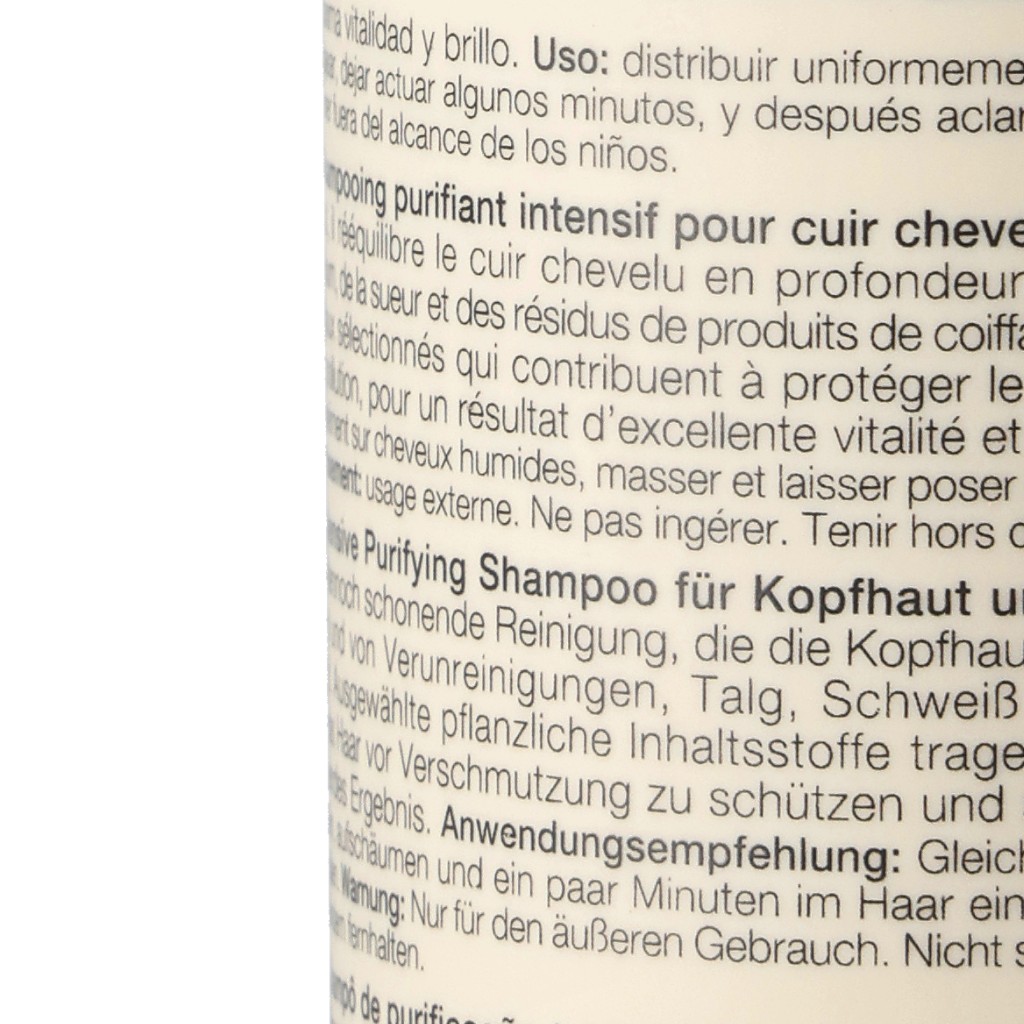 vitalidad y brillo. Uso: distribuir uniformeme
dejar actuar algunos minutos, y después aclar
fuera del alcance de los niños.
purifiant intensif pour cuir cheve
rééquilibre le cuir chevelu en profondeur
de la sueur et des résidus de produits de coiffa
sélectionnés qui contribuent à protéger le
pour un résultat d'excellente vitalité et
sur cheveux humides, masser et laisser poser
usage externe. Ne pas ingérer. Tenir hors
Purifying Shampoo für Kopfhaut u
schonende Reinigung, die die Kopfhau
von Verunreinigungen, Talg, Schweiß
Ausgewählte pflanzliche Inhaltsstoffe trage
Haar vor Verschmutzung zu schützen und
Ergebnis. Anwendungsempfehlung: Gleich
aufschäumen und ein paar Minuten im Haar ein
Warnung: Nur für den äußeren Gebrauch. Nicht s
fernhalten.
de